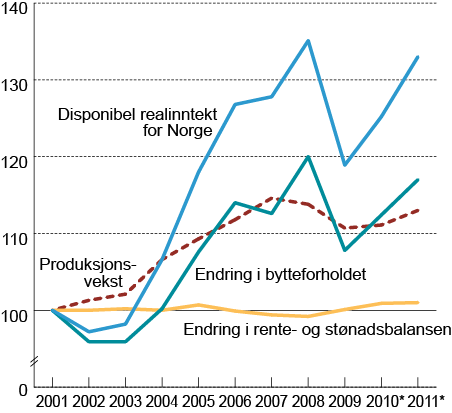 140
130
Disponibel realinntekt
for Norge
120
110
Produksjons-
vekst
Endring i bytteforholdet
100
Endring i rente- og stønadsbalansen
0
2001 2002 2003 2004 2005 2006 2007 2008 2009 2010* 2011*